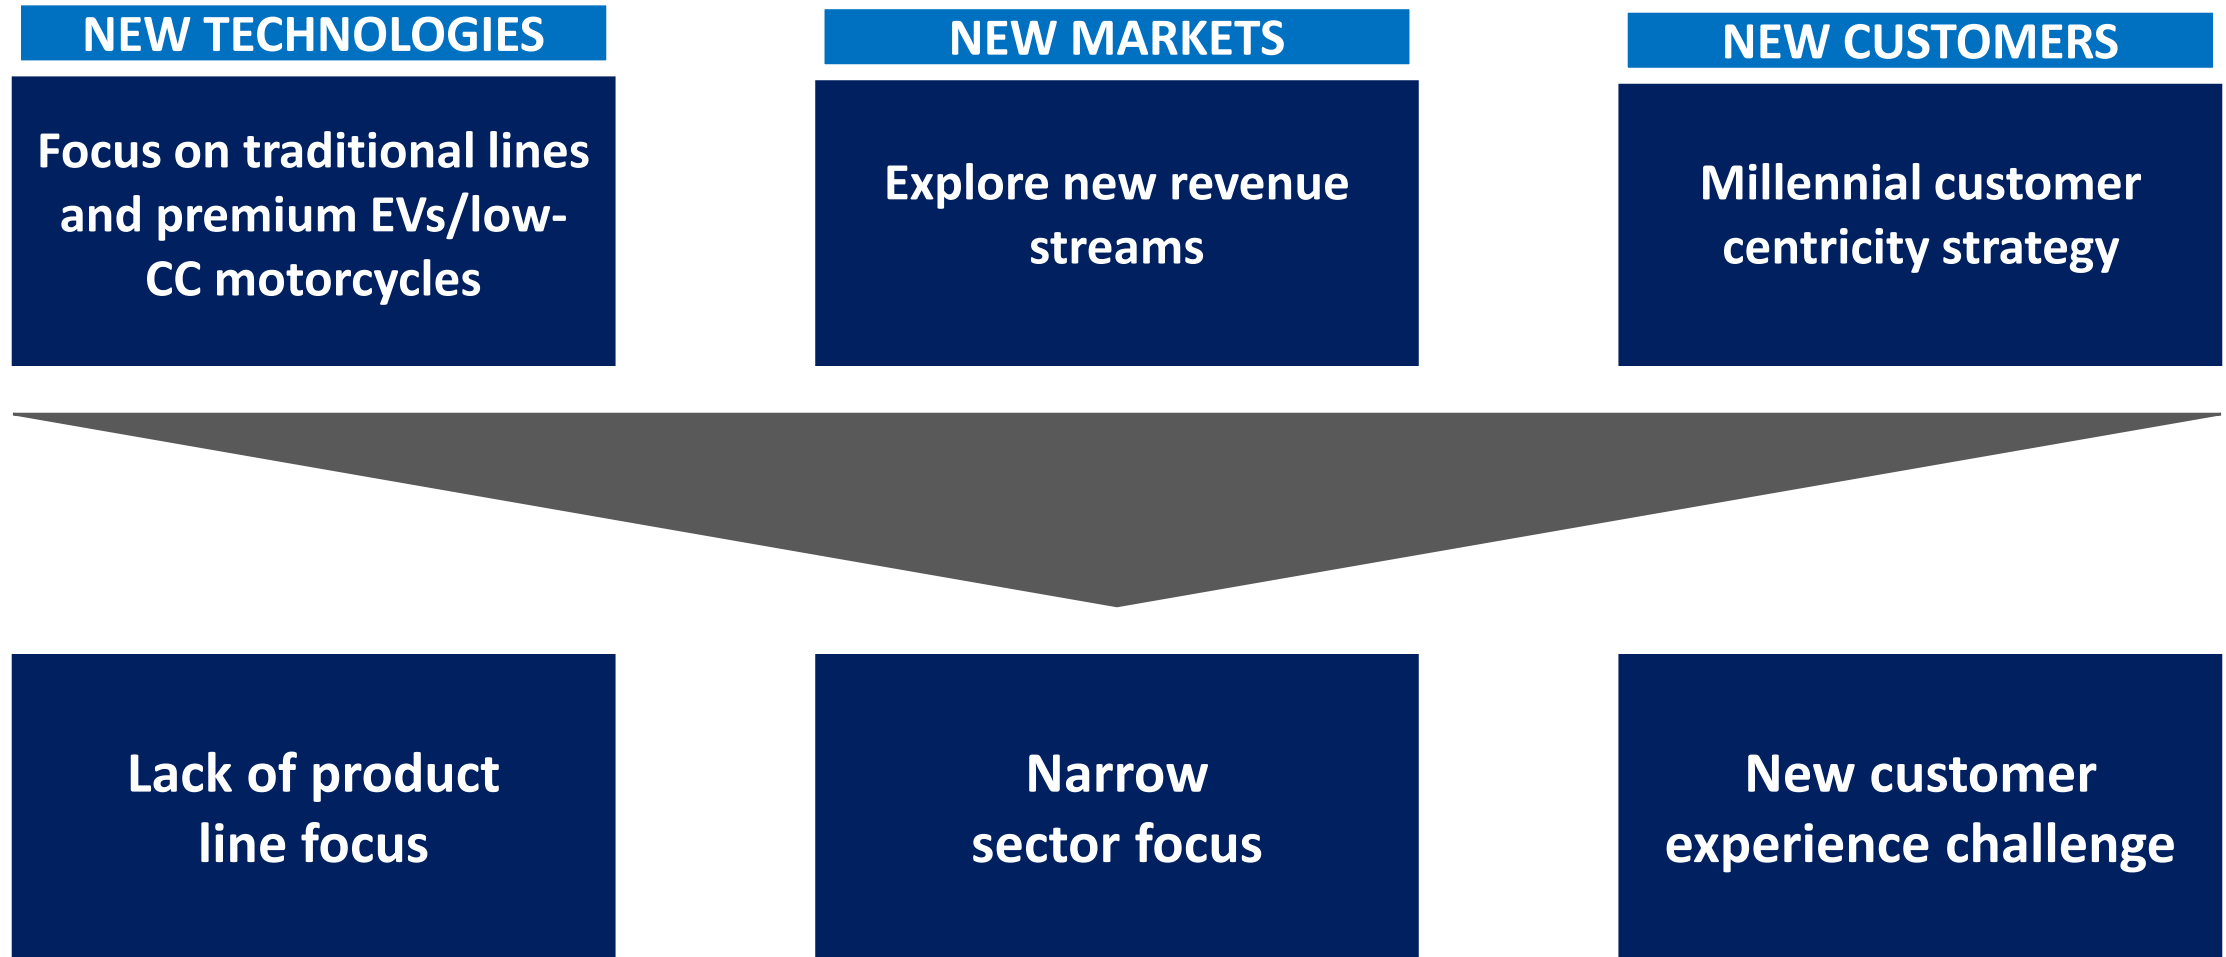 NEW TECHNOLOGIES
Focus on traditional lines
and premium EVs/low-
CC motorcycles
NEW MARKETS
Explore new revenue
streams
NEW CUSTOMERS
Millennial customer
centricity strategy
Lack of product
line focus
Narrow
sector focus
New customer
experience challenge